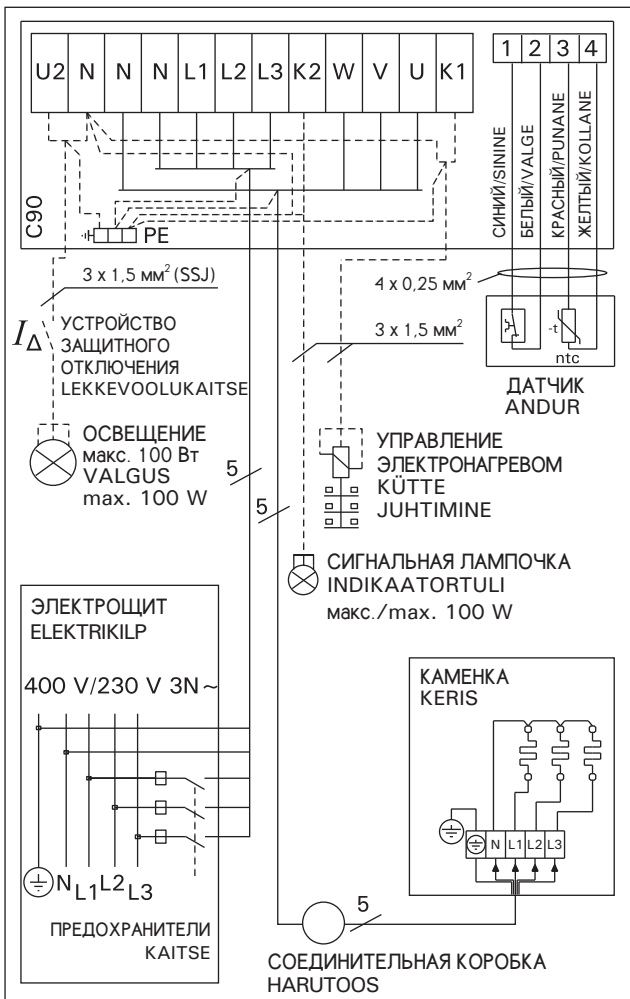 U2 N N N L1 L2 L3 K2 W V U K1
1 2 3 4
СИНИЙ/SININE
БЕЛЫЙ/VALGE
КРАСНЫЙ/PUNANE
ЖЕЛТЫЙ/KOLLANE
C90
PE
3 x 1,5 мм² (SSJ)
4 x 0,25 мм²
3 x 1,5 мм²
-t
ntc
ДАТЧИК
ANDUR
I∆
УСТРОЙСТВО
ЗАЩИТНОГО
ОТКЛЮЧЕНИЯ
LEKKEVOOLUKAITSE
ОСВЕЩЕНИЕ
макс. 100 Вт
VALGUS
max. 100 W
УПРАВЛЕНИЕ
ЭЛЕКТРОНАГРЕВОМ
KÜTTE
JUHTIMINE
5
5
СИГНАЛЬНАЯ ЛАМПОЧКА
INDIKAATORTULI
макс./max. 100 W
ЭЛЕКТРОЩИТ
ELEKTRIKILP
400 V/230 V 3N ~
N L1 L2 L3
ПРЕДОХРАНИТЕЛИ
KAITSE
КАМЕНКА
KERIS
N L1 L2 L3
5
СОЕДИНИТЕЛЬНАЯ КОРОБКА
HARUTOOS